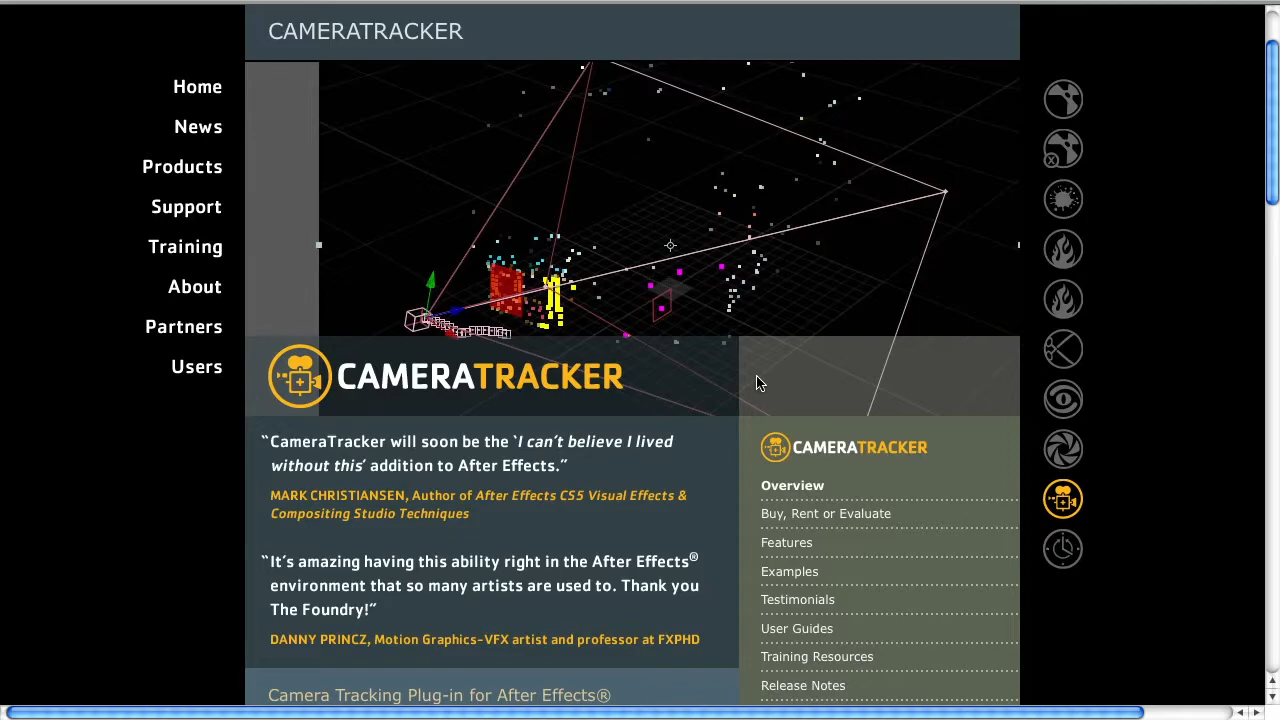 CAMERATRACKER
Home
News
Products
Support
Training
About
Partners
Users
CAMERATRACKER
“CameraTracker will soon be the ‘I can’t believe I lived
without this’ addition to After Effects.”
MARK CHRISTIANSEN, Author of After Effects CS5 Visual Effects &
Compositing Studio Techniques
“It’s amazing having this ability right in the After Effects®
environment that so many artists are used to. Thank you
The Foundry!”
DANNY PRINCZ, Motion Graphics-VFX artist and professor at FXPHD
Camera Tracking Plug-in for After Effects®
CAMERATRACKER
Overview
Buy, Rent or Evaluate
Features
Examples
Testimonials
User Guides
Training Resources
Release Notes